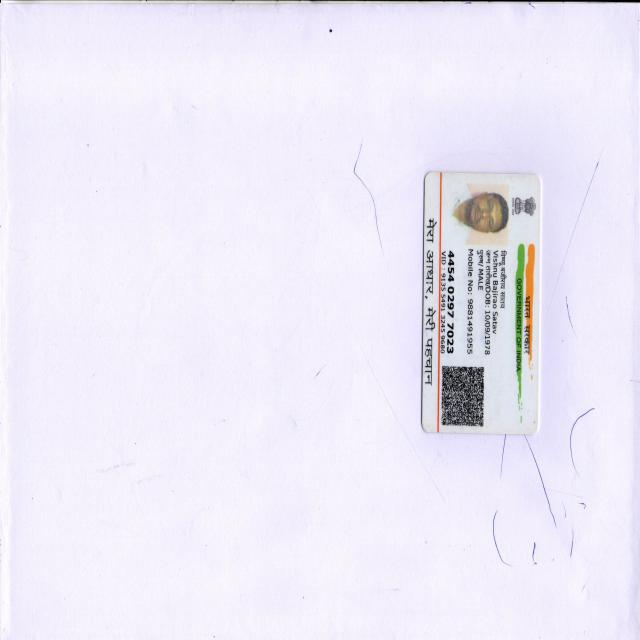 भारत सरकार
GOVERNMENT OF INDIA
विष्णु बाजीराव सातव
Vishnu Bajirao Satav
जन्म तारीख/DOB: 10/09/1978
पुरुष/ MALE
Mobile No: 9881491955
4454 0297 7023
VID : 9135 5491 3545 9680
मेरा आधार, मेरी पहचान